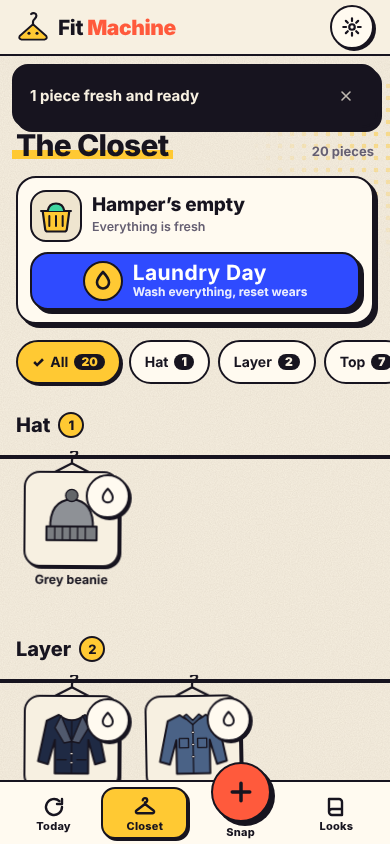 Fit Machine
1 piece fresh and ready
The Closet
20 pieces
Hamper's empty
Everything is fresh
Laundry Day
Wash everything, reset wears
All 20
Hat 1
Layer 2
Top 7
Hat 1
Grey beanie
Layer 2
Today
Closet
Snap
Looks